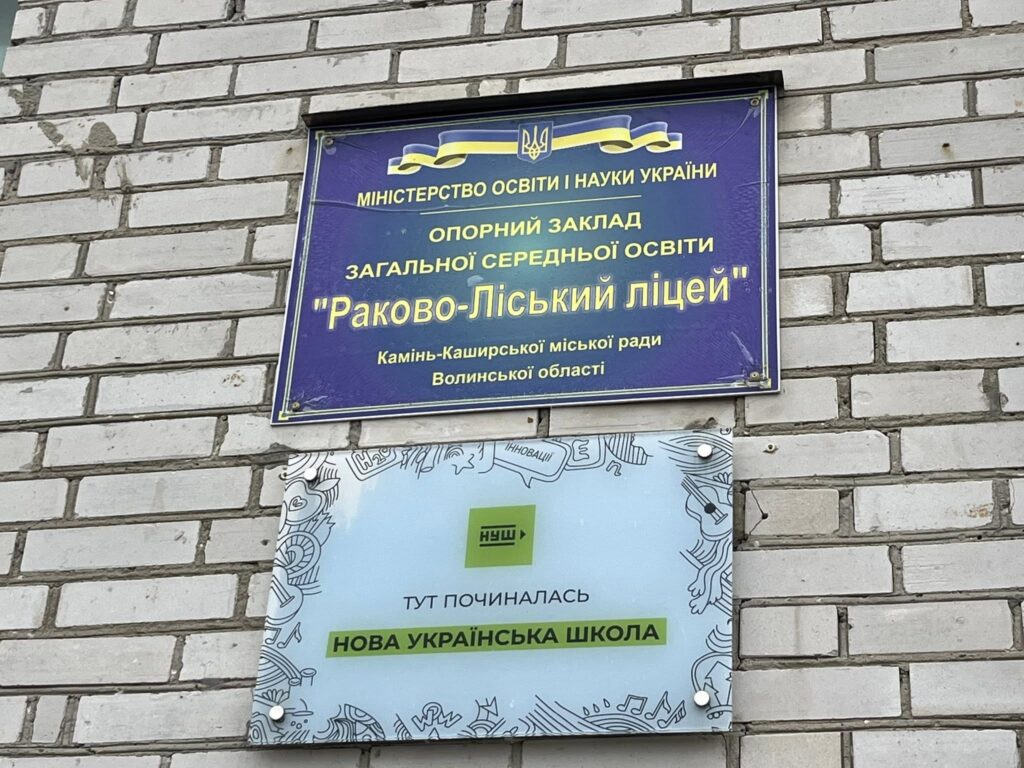 МІНІСТЕРСТВО ОСВІТИ І НАУКИ УКРАЇНИ
ОПОРНИЙ ЗАКЛАД
ЗАГАЛЬНОЇ СЕРЕДНЬОЇ ОСВІТИ
"Раково-Ліський ліцей"
Камінь-Каширської міської ради
Волинської області
ІННОВАЦІЇ
НУШ
ТУТ ПОЧИНАЛАСЬ
НОВА УКРАЇНСЬКА ШКОЛА